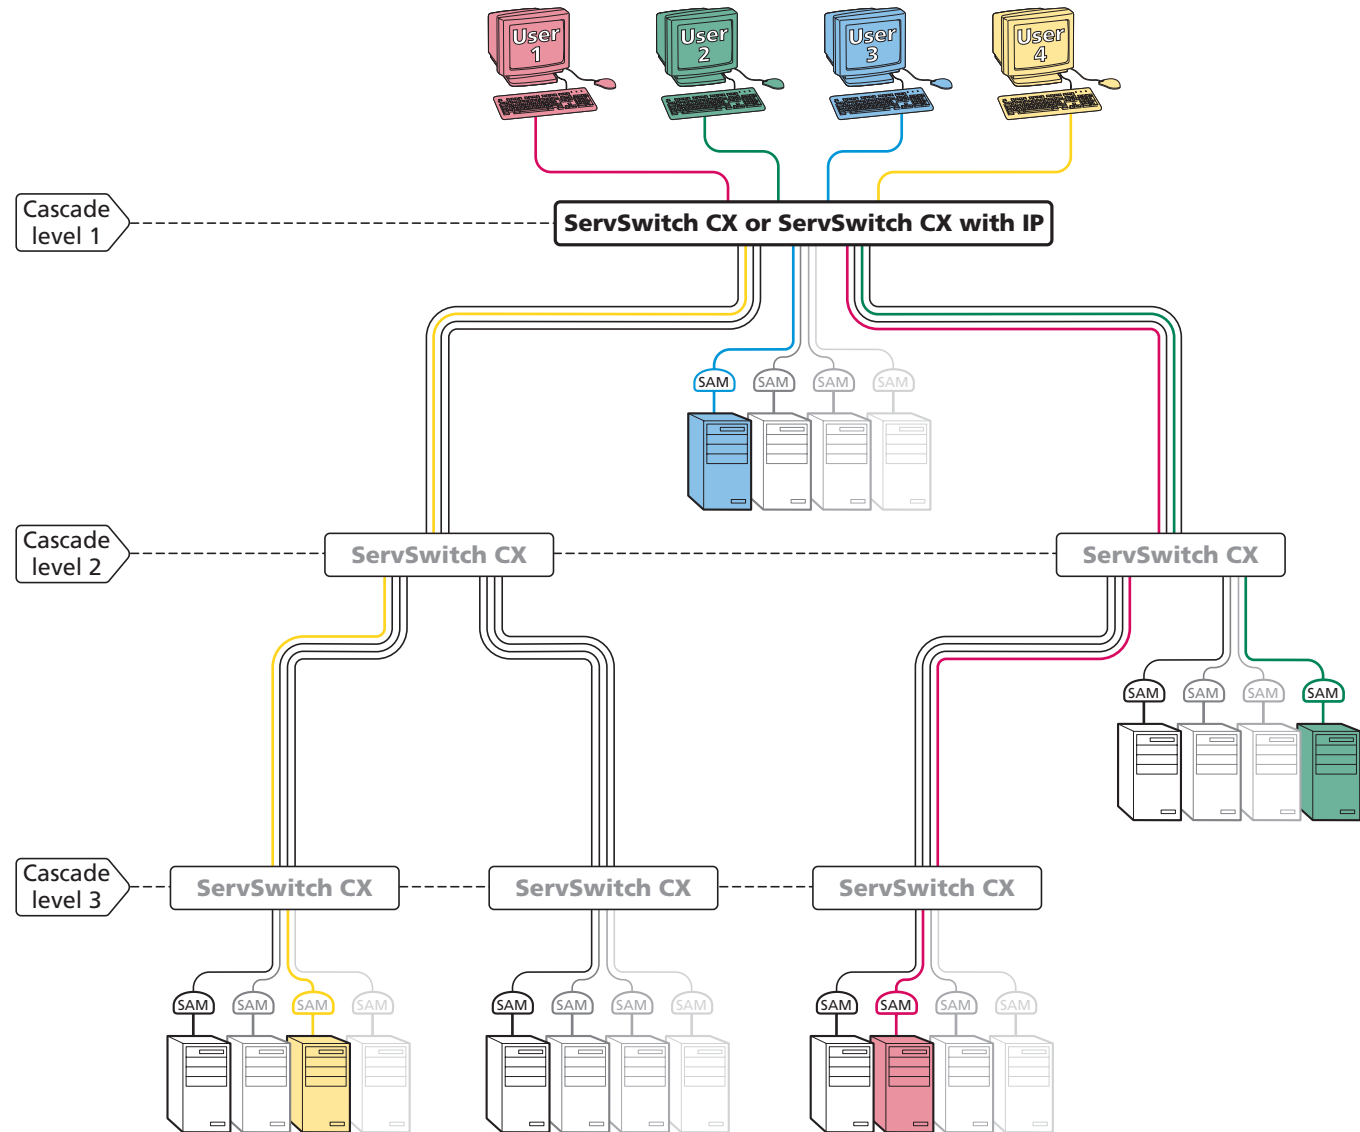 User
1
User
2
User
3
User
4
Cascade
level 1
ServSwitch CX or ServSwitch CX with IP
SAM
SAM
SAM
SAM
Cascade
level 2
ServSwitch CX
ServSwitch CX
SAM
SAM
SAM
SAM
Cascade
level 3
ServSwitch CX
ServSwitch CX
ServSwitch CX
SAM
SAM
SAM
SAM
SAM
SAM
SAM
SAM
SAM
SAM
SAM
SAM